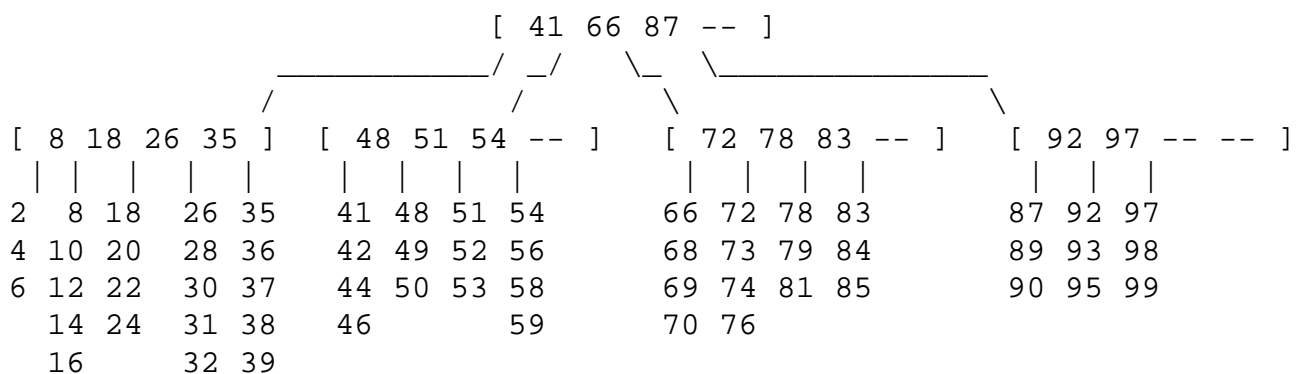 [ 41 66 87 -- ]
[ 8 18 26 35 ] [ 48 51 54 -- ] [ 72 78 83 -- ] [ 92 97 -- -- ]
2 8 18 26 35 41 48 51 54 66 72 78 83 87 92 97
4 10 20 28 36 42 49 52 56 68 73 79 84 89 93 98
6 12 22 30 37 44 50 53 58 69 74 81 85 90 95 99
14 24 31 38 46 59 70 76
16 32 39